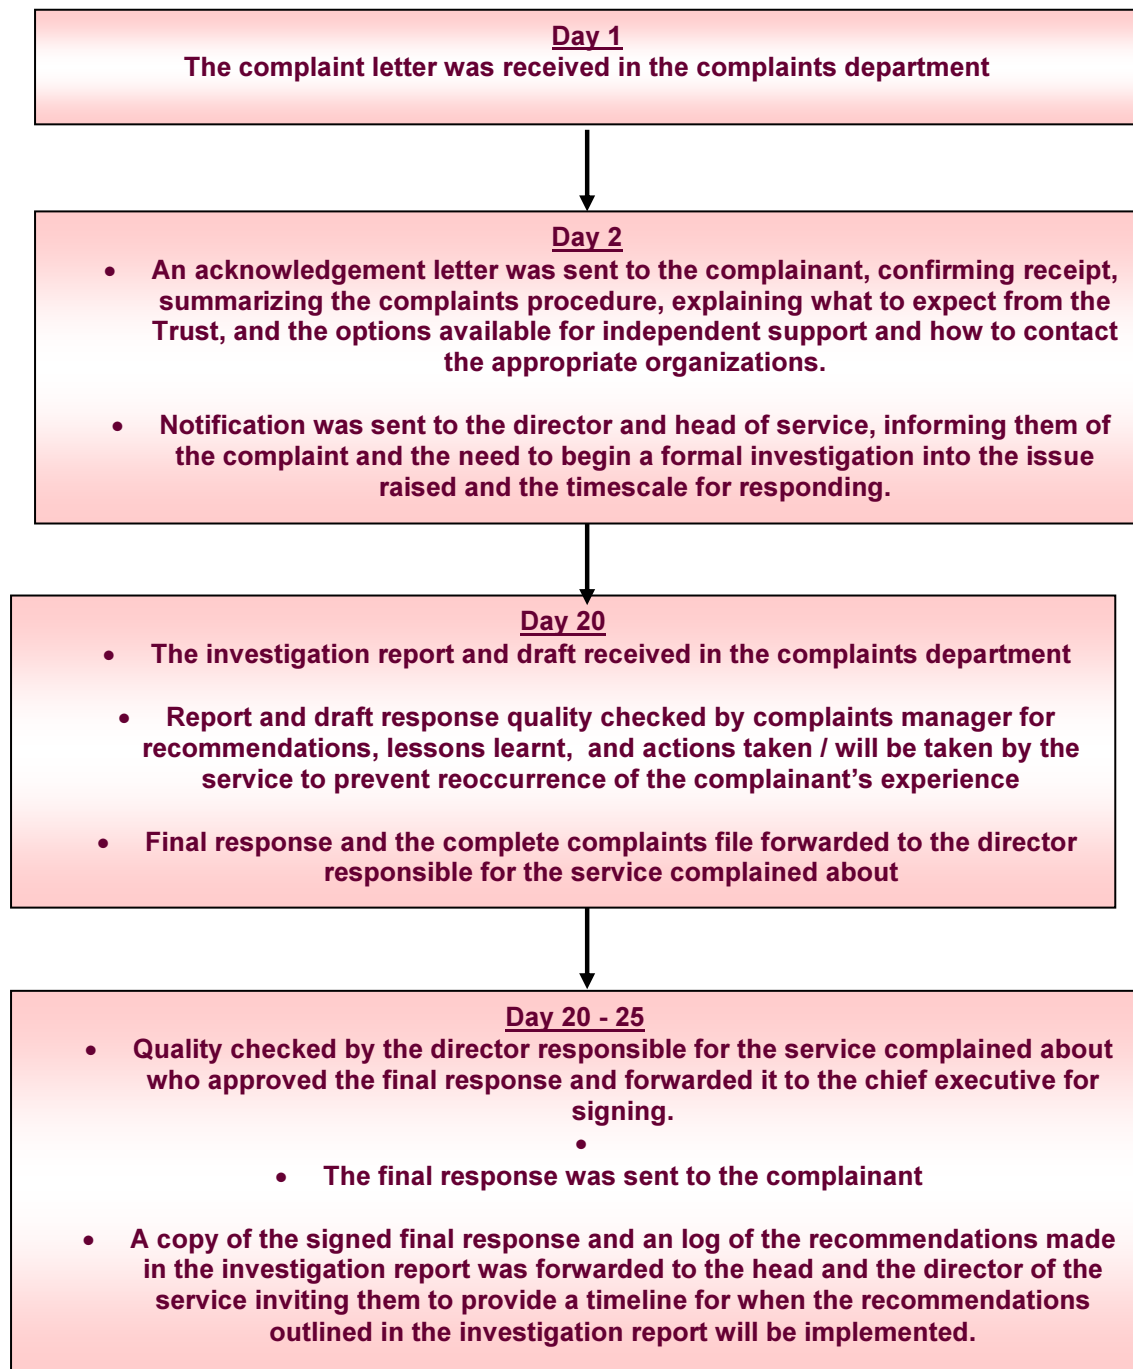 Day 1
The complaint letter was received in the complaints department
Day 2
• An acknowledgement letter was sent to the complainant, confirming receipt,
summarizing the complaints procedure, explaining what to expect from the
Trust, and the options available for independent support and how to contact
the appropriate organizations.
• Notification was sent to the director and head of service, informing them of
the complaint and the need to begin a formal investigation into the issue
raised and the timescale for responding.
Day 20
• The investigation report and draft received in the complaints department
• Report and draft response quality checked by complaints manager for
recommendations, lessons learnt, and actions taken / will be taken by the
service to prevent reoccurrence of the complainant’s experience
• Final response and the complete complaints file forwarded to the director
responsible for the service complained about
Day 20 - 25
• Quality checked by the director responsible for the service complained about
who approved the final response and forwarded it to the chief executive for
signing.
•
• The final response was sent to the complainant
• A copy of the signed final response and an log of the recommendations made
in the investigation report was forwarded to the head and the director of the
service inviting them to provide a timeline for when the recommendations
outlined in the investigation report will be implemented.